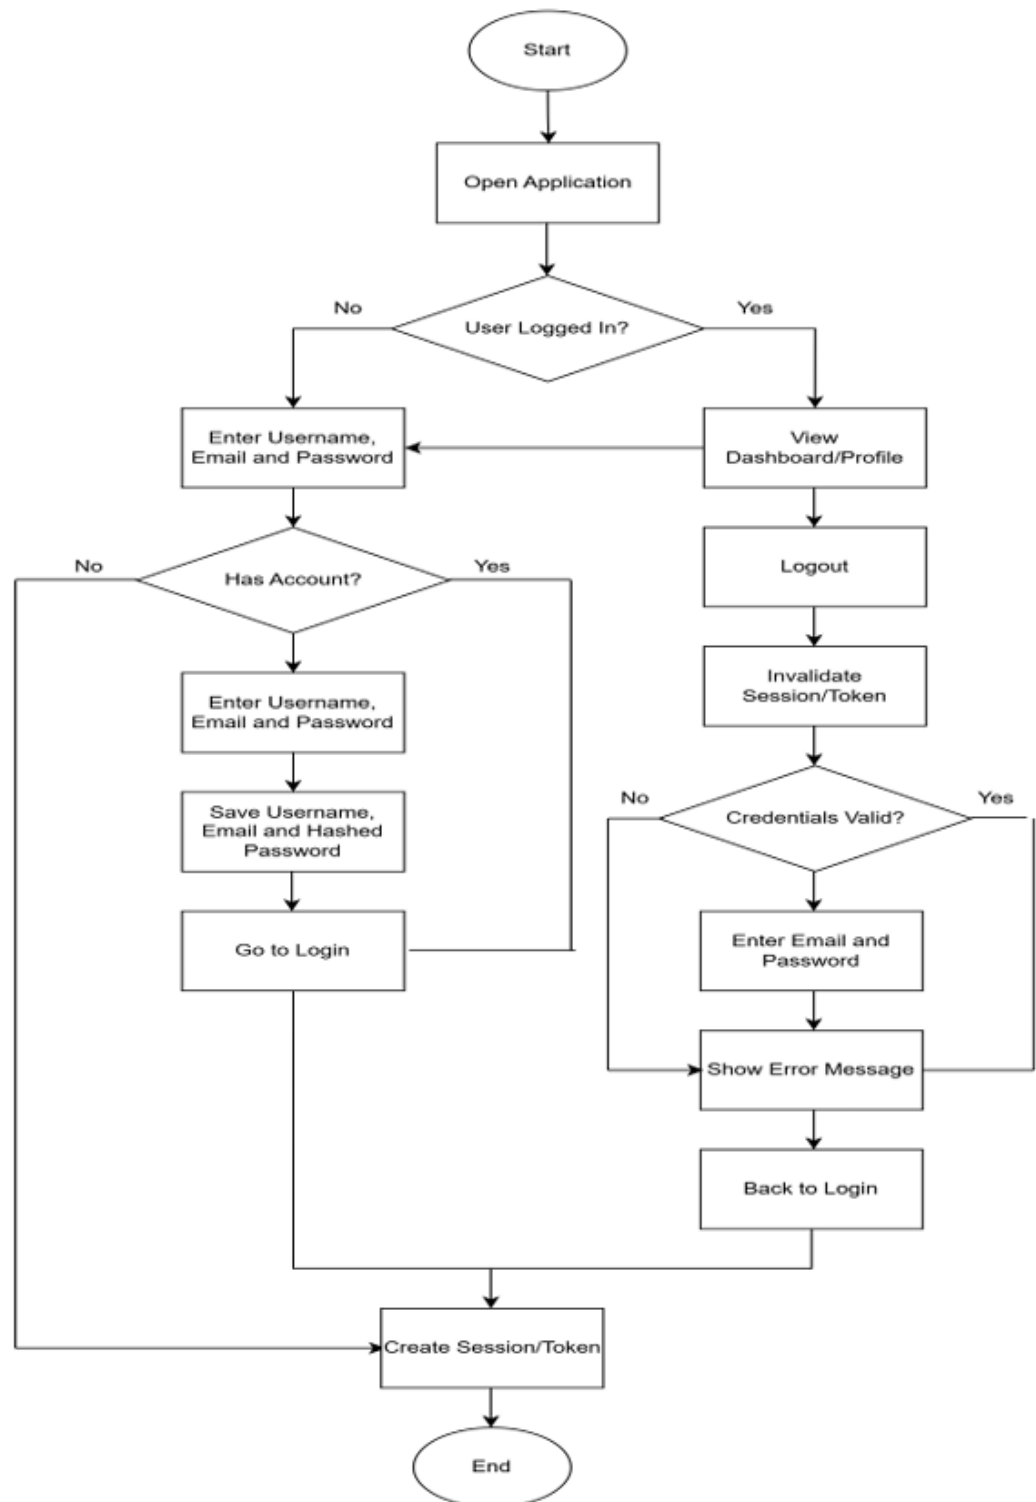 Start
Open Application
No
Yes
User Logged In?
Enter Username,
Email and Password
View
Dashboard/Profile
No
Yes
Has Account?
Logout
Enter Username,
Email and Password
Invalidate
Session/Token
Save Username,
Email and Hashed
Password
No
Yes
Credentials Valid?
Go to Login
Enter Email and
Password
Show Error Message
Back to Login
Create Session/Token
End